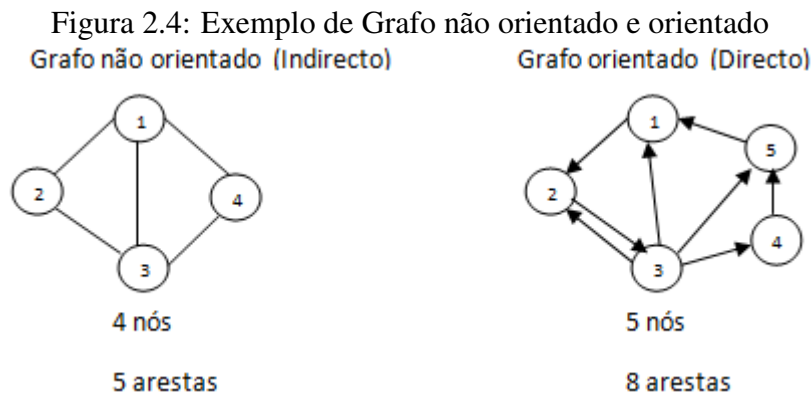 Figura 2.4: Exemplo de Grafo não orientado e orientado
Grafo não orientado (Indirecto)
1
2
4
3
4 nós
5 arestas
Grafo orientado (Directo)
1
5
2
4
3
5 nós
8 arestas